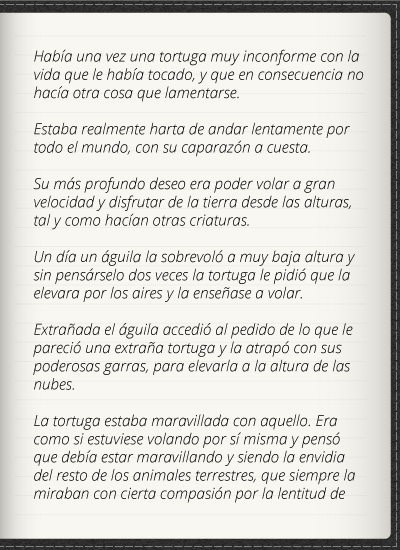 Había una vez una tortuga muy inconforme con la
vida que le había tocado, y que en consecuencia no
hacía otra cosa que lamentarse.
Estaba realmente harta de andar lentamente por
todo el mundo, con su caparazón a cuesta.
Su más profundo deseo era poder volar a gran
velocidad y disfrutar de la tierra desde las alturas,
tal y como hacían otras criaturas.
Un día un águila la sobrevoló a muy baja altura y
sin pensárselo dos veces la tortuga le pidió que la
elevara por los aires y la enseñase a volar.
Extrañada el águila accedió al pedido de lo que le
pareció una extraña tortuga y la atrapó con sus
poderosas garras, para elevarla a la altura de las
nubes.
La tortuga estaba maravillada con aquello. Era
como si estuviese volando por sí misma y pensó
que debía estar maravillando y siendo la envidia
del resto de los animales terrestres, que siempre la
miraban con cierta compasión por la lentitud de